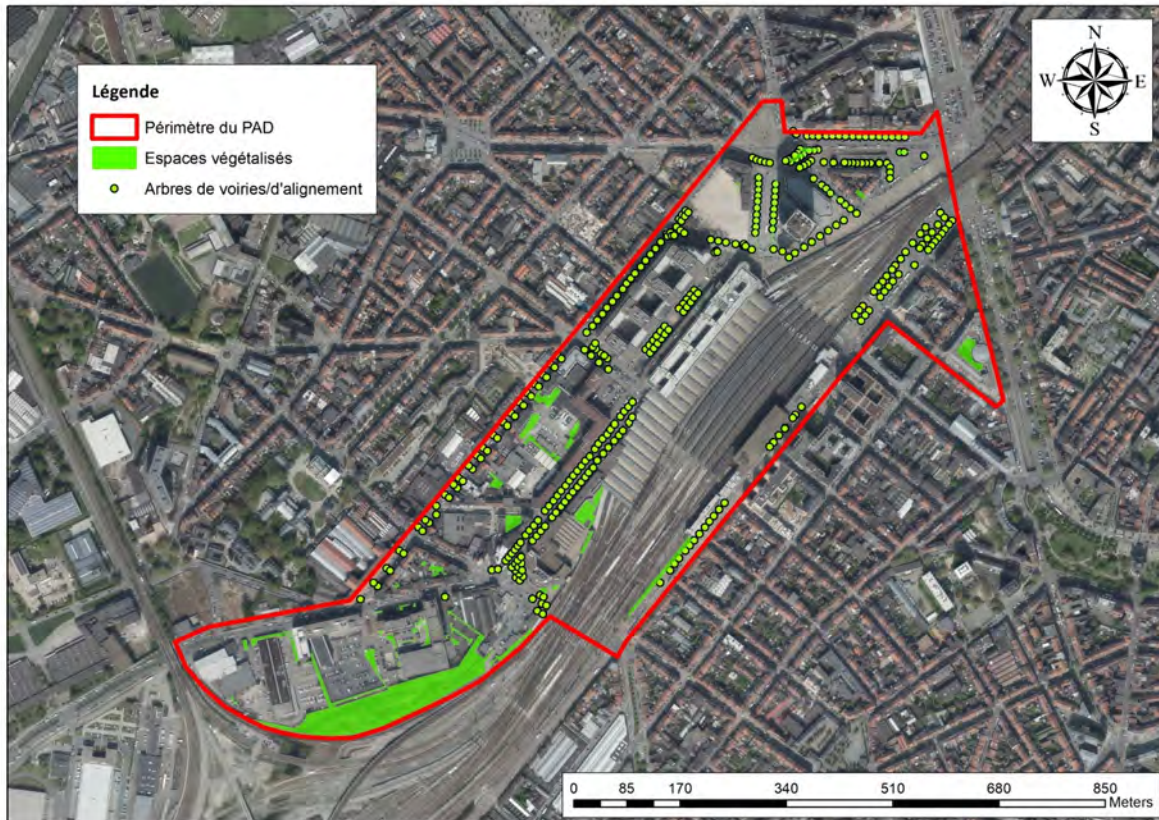 Légende
Périmètre du PAD
Espaces végétalisés
Arbres de voiries/d'alignement
N
W E
S
0 85 170 340 510 680 850
Meters